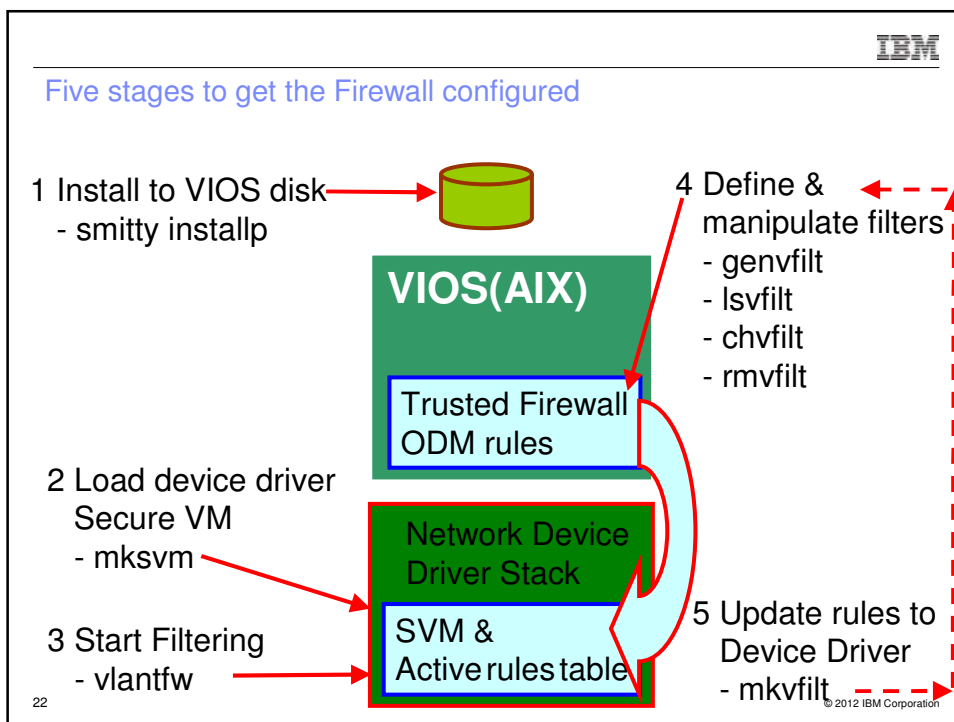 IBM
Five stages to get the Firewall configured
1 Install to VIOS disk
- smitty installp
4 Define &
manipulate filters
- genvfilt
- lsvfilt
- chvfilt
- rmvfilt
VIOS(AIX)
Trusted Firewall
ODM rules
2 Load device driver
Secure VM
- mksvm
Network Device
Driver Stack
3 Start Filtering
- vlantfw
SVM &
Active rules table
5 Update rules to
Device Driver
- mkvfilt
22
© 2012 IBM Corporation